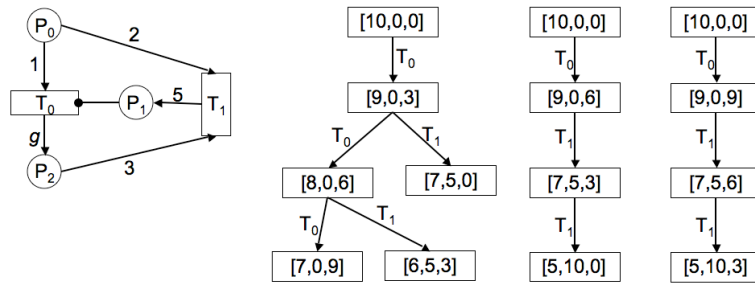 P0
2
1
T0
P1
5
T1
g
P2
3
[10,0,0]
T0
[9,0,3]
T0
T1
[8,0,6]
[7,5,0]
T0
T1
[7,0,9]
[6,5,3]
[10,0,0]
T0
[9,0,6]
T1
[7,5,3]
T1
[5,10,0]
[10,0,0]
T0
[9,0,9]
T1
[7,5,6]
T1
[5,10,3]